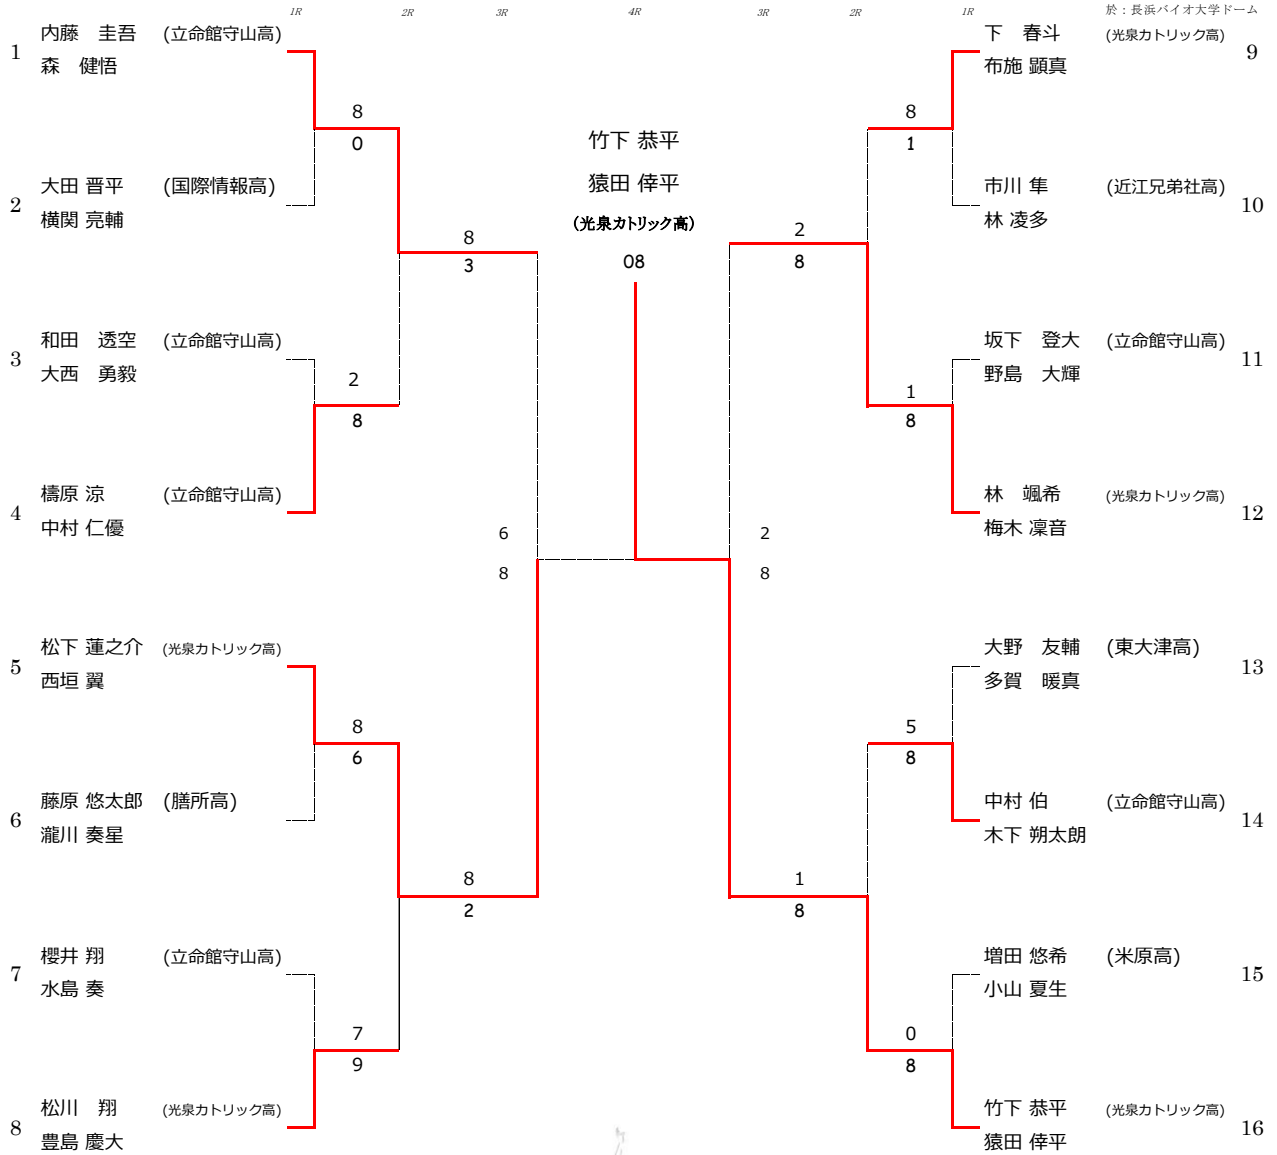 1R 2R 3R 4R 3R 2R 1R
於：長浜バイオ大学ドーム
1
内藤　圭吾 (立命館守山高)
森　健悟
8
0
2
大田 晋平 (国際情報高)
横関 亮輔
8
3
3
和田　透空 (立命館守山高)
大西　勇毅
2
8
4
檮原 涼 (立命館守山高)
中村 仁優
6
8
5
松下 蓮之介 (光泉カトリック高)
西垣 翼
8
6
6
藤原 悠太郎 (膳所高)
瀧川 奏星
8
2
7
櫻井 翔 (立命館守山高)
水島 奏
7
9
8
松川　翔 (光泉カトリック高)
豊島 慶大
竹下 恭平
猿田 倖平
(光泉カトリック高)
08
下　春斗 (光泉カトリック高)
布施 顕真
9
8
1
市川 隼 (近江兄弟社高)
林 凌多
10
2
8
坂下　登大 (立命館守山高)
野島　大輝
11
1
8
林　颯希 (光泉カトリック高)
梅木 凜音
12
2
8
大野　友輔 (東大津高)
多賀　暖真
13
5
8
中村 伯 (立命館守山高)
木下 朔太朗
14
1
8
増田 悠希 (米原高)
小山 夏生
15
0
8
竹下 恭平 (光泉カトリック高)
猿田 倖平
16